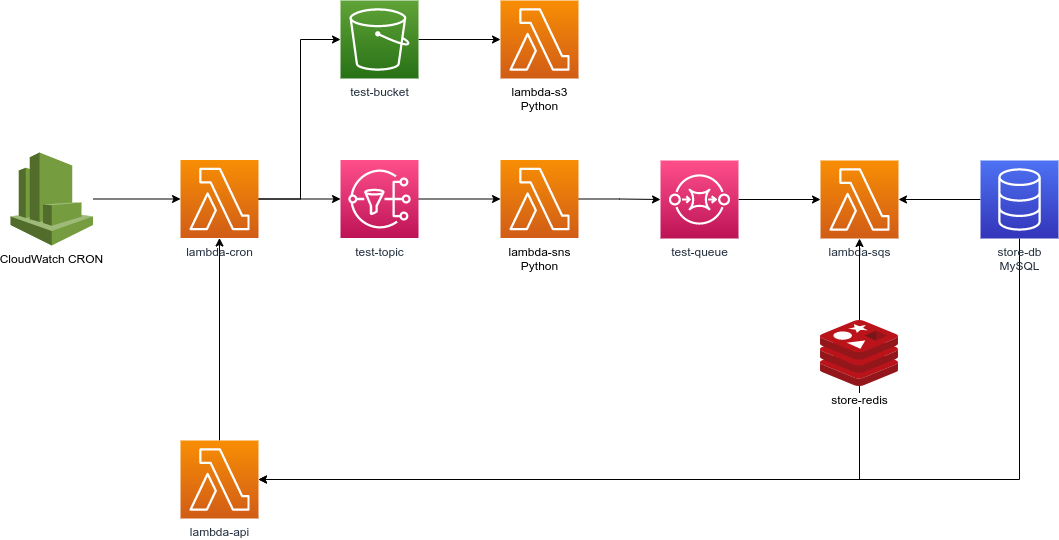 test-bucket
lambda-s3
Python
CloudWatch CRON
lambda-cron
test-topic
lambda-sns
Python
test-queue
lambda-sqs
store-db
MySQL
store-redis
lambda-api